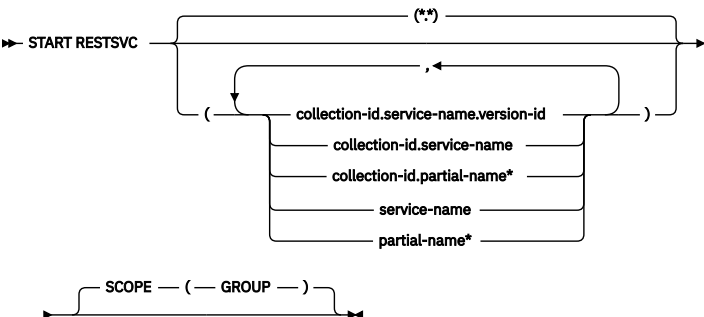 (*.*)
START RESTSVC
,
( collection-id.service-name.version-id )
collection-id.service-name
collection-id.partial-name*
service-name
partial-name*
SCOPE ( GROUP )